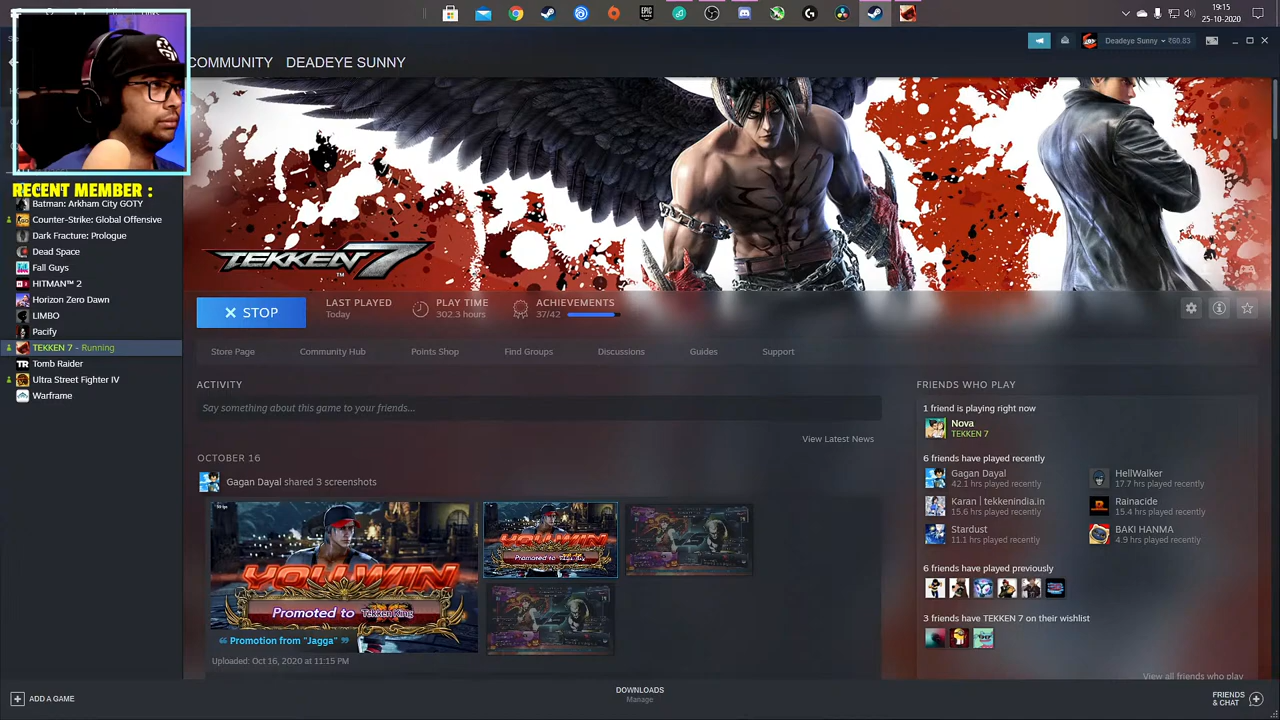 19:15
25-10-2020
Deadeye Sunny
₹60.83
COMMUNITY
DEADEYE SUNNY
RECENT MEMBER :
Batman: Arkham City GOTY
Counter-Strike: Global Offensive
Dark Fracture: Prologue
Dead Space
Fall Guys
HITMAN™ 2
Horizon Zero Dawn
LIMBO
Pacify
TEKKEN 7 - Running
Tomb Raider
Ultra Street Fighter IV
Warframe
TEKKEN 7
STOP
LAST PLAYED
Today
PLAY TIME
302.3 hours
ACHIEVEMENTS
37/42
Store Page
Community Hub
Points Shop
Find Groups
Discussions
Guides
Support
ACTIVITY
Say something about this game to your friends...
View Latest News
OCTOBER 16
Gagan Dayal shared 3 screenshots
YOU WIN
Promoted to Tekken King
“ Promotion from "Jagga" ”
Uploaded: Oct 16, 2020 at 11:15 PM
FRIENDS WHO PLAY
1 friend is playing right now
Nova
TEKKEN 7
6 friends have played recently
Gagan Dayal
42.1 hrs played recently
HellWalker
17.7 hrs played recently
Karan | tekkenindia.in
15.6 hrs played recently
Rainacide
15.4 hrs played recently
Stardust
11.1 hrs played recently
BAKI HANMA
4.9 hrs played recently
6 friends have played previously
3 friends have TEKKEN 7 on their wishlist
View all friends who play
ADD A GAME
DOWNLOADS
Manage
FRIENDS
& CHAT